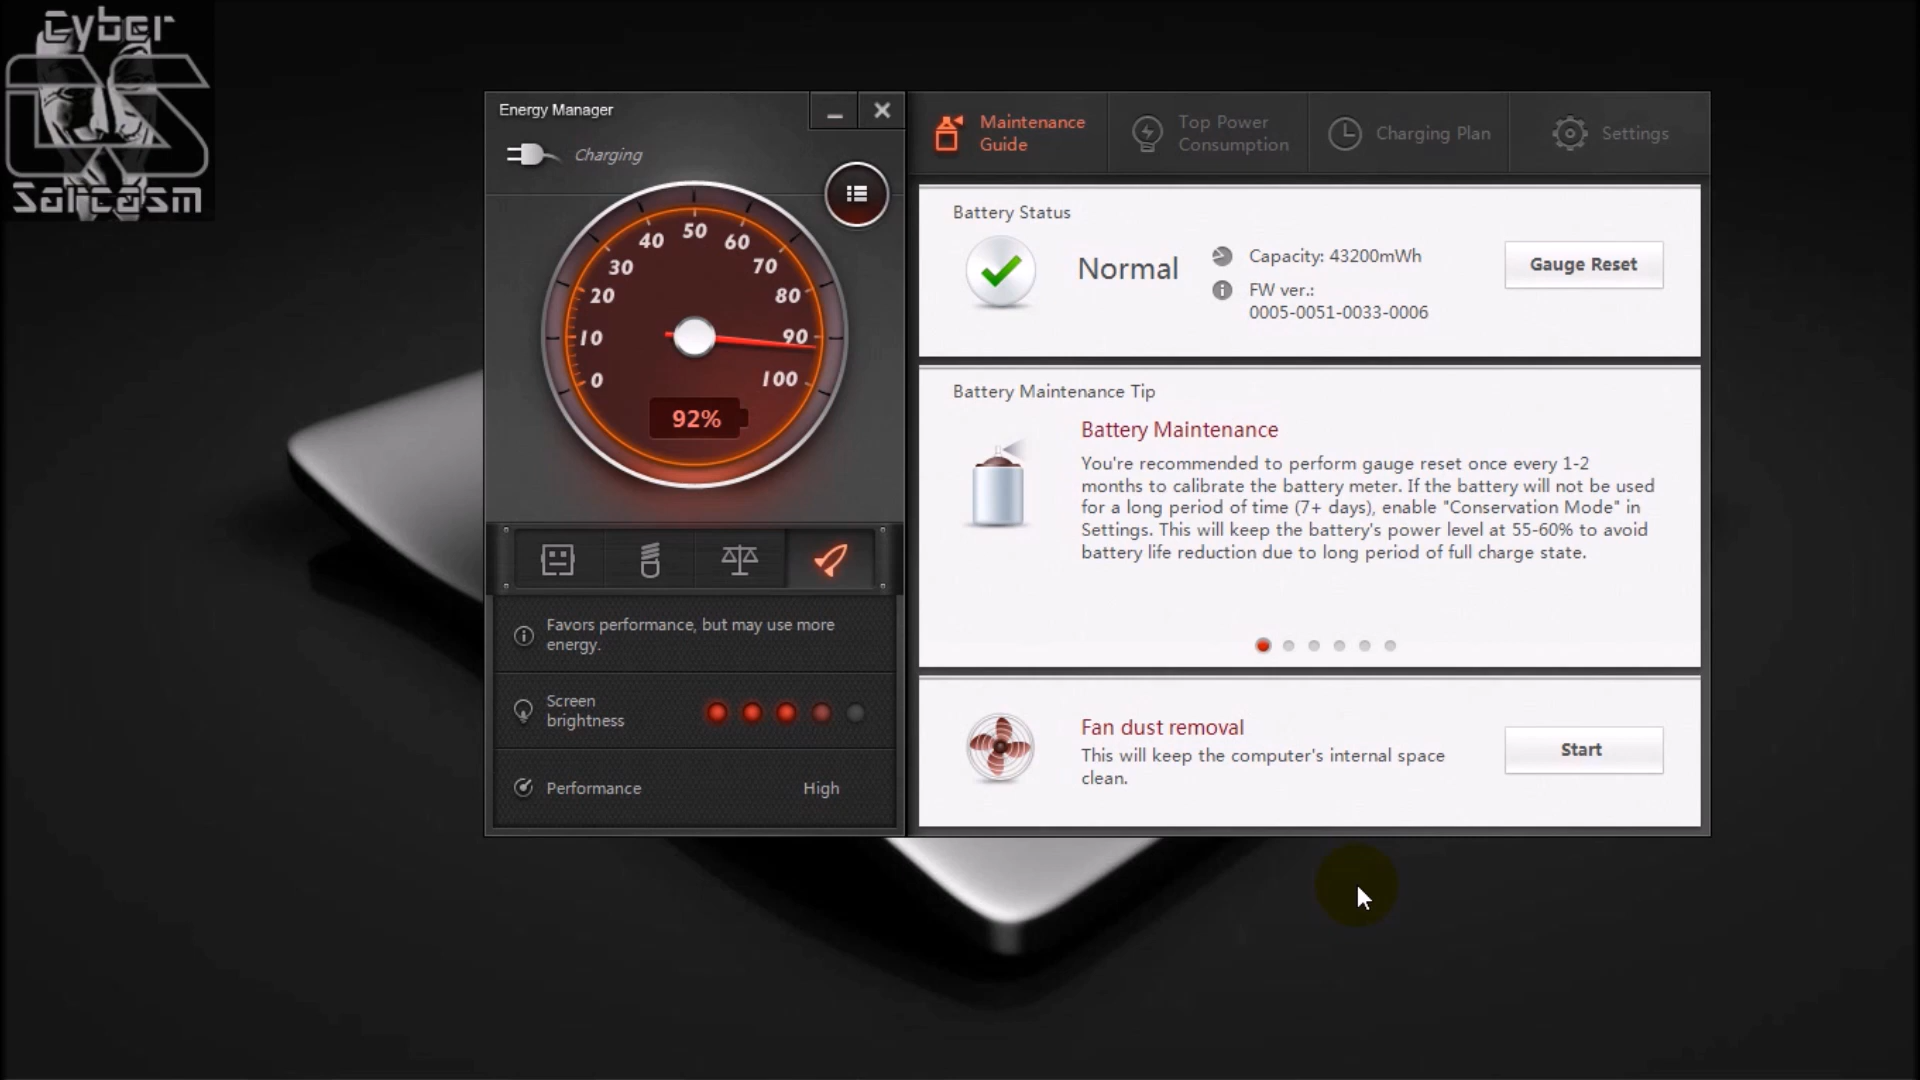 Cyber
CS
Sarcasm
Energy Manager
Charging
0
10
20
30
40
50
60
70
80
90
100
92%
Favors performance, but may use more
energy.
Screen
brightness
Performance High
Maintenance
Guide
Top Power
Consumption
Charging Plan
Settings
Battery Status
Normal
Capacity: 43200mWh
FW ver.:
0005-0051-0033-0006
Gauge Reset
Battery Maintenance Tip
Battery Maintenance
You're recommended to perform gauge reset once every 1-2
months to calibrate the battery meter. If the battery will not be used
for a long period of time (7+ days), enable "Conservation Mode" in
Settings. This will keep the battery's power level at 55-60% to avoid
battery life reduction due to long period of full charge state.
Fan dust removal
This will keep the computer's internal space
clean.
Start